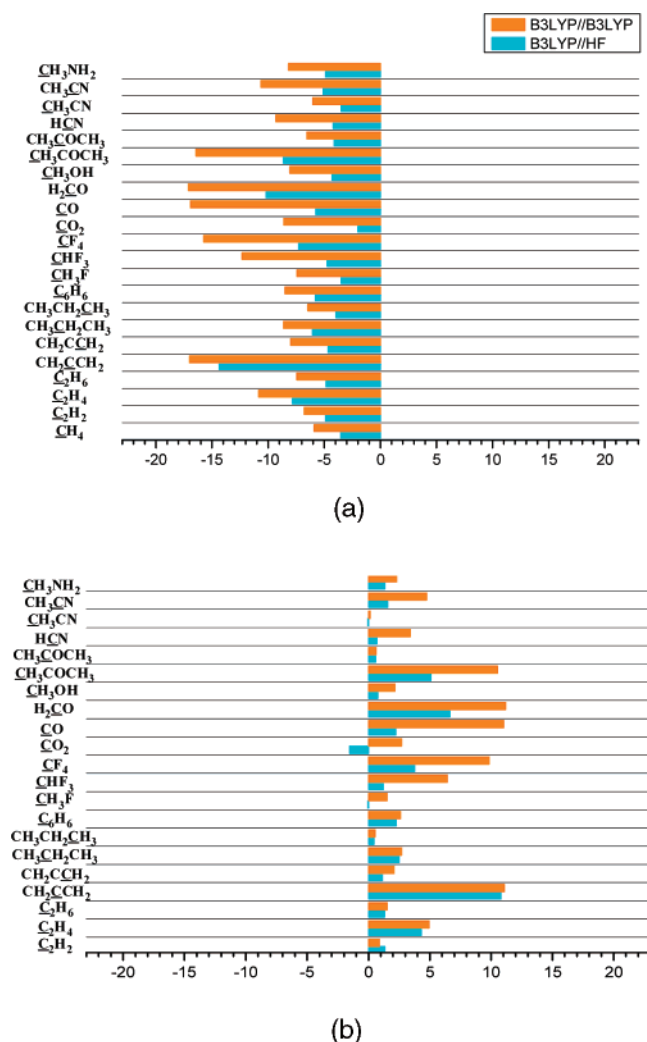 B3LYP//B3LYP
B3LYP//HF
CH₃NH₂
CH₃CN
CH₃CN
HCN
CH₃COCH₃
CH₃COCH₃
CH₃OH
H₂CO
CO
CO₂
CF₄
CHF₃
CH₃F
C₆H₆
CH₃CH₂CH₃
CH₃CH₂CH₃
CH₂CCH₂
CH₂CCH₂
C₂H₆
C₂H₄
C₂H₂
CH₄
-20 -15 -10 -5 0 5 10 15 20
(a)
CH₃NH₂
CH₃CN
CH₃CN
HCN
CH₃COCH₃
CH₃COCH₃
CH₃OH
H₂CO
CO
CO₂
CF₄
CHF₃
CH₃F
C₆H₆
CH₃CH₂CH₃
CH₃CH₂CH₃
CH₂CCH₂
CH₂CCH₂
C₂H₆
C₂H₄
C₂H₂
-20 -15 -10 -5 0 5 10 15 20
(b)